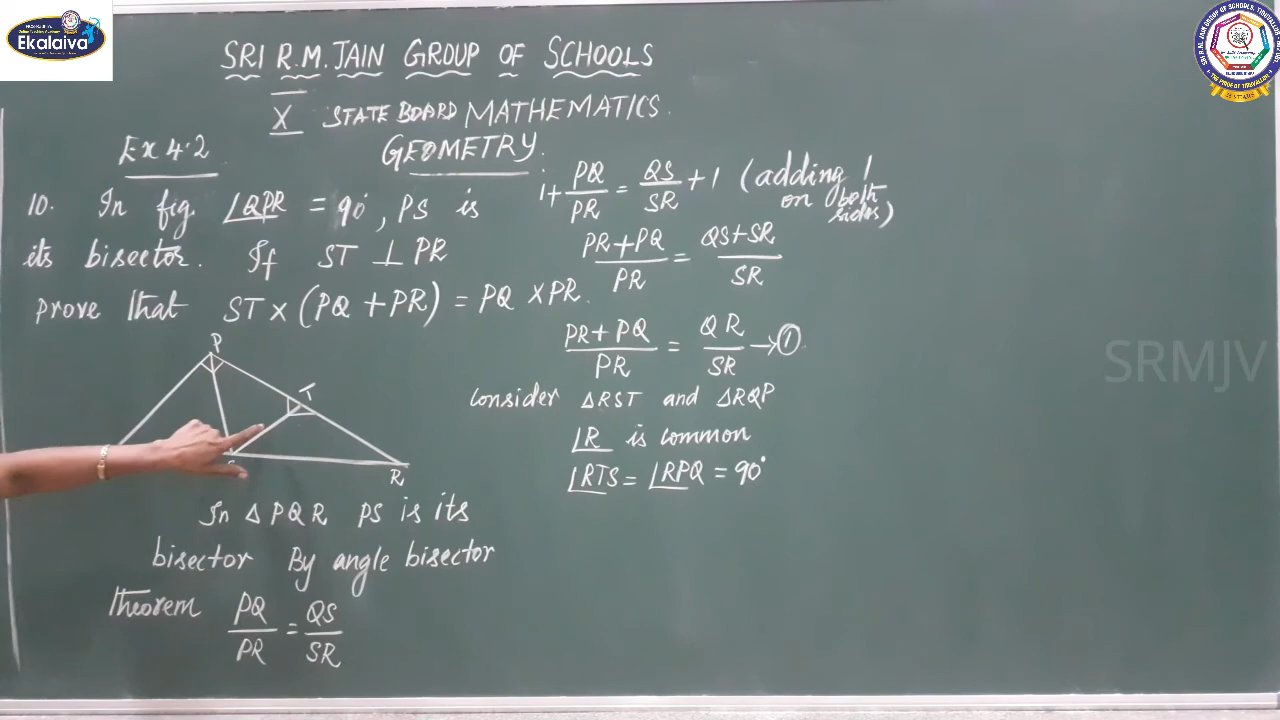 Ekalaiva
SRI R.M. JAIN GROUP OF SCHOOLS
X STATE BOARD MATHEMATICS.
GEOMETRY.
Ex 4.2
10. In fig. ∠QPR = 90°, PS is
its bisector. If ST ⊥ PR
prove that ST × (PQ + PR) = PQ × PR.
P
T
R
In △ PQR PS is its
bisector By angle bisector
theorem PQ/PR = QS/SR
1 + PQ/PR = QS/SR + 1 (adding 1 on both sides)
PR + PQ/PR = QS + SR/SR
PR + PQ/PR = QR/SR → ①
Consider △RST and △RQP
∠R is common
∠RTS = ∠RPQ = 90°
SRMJV